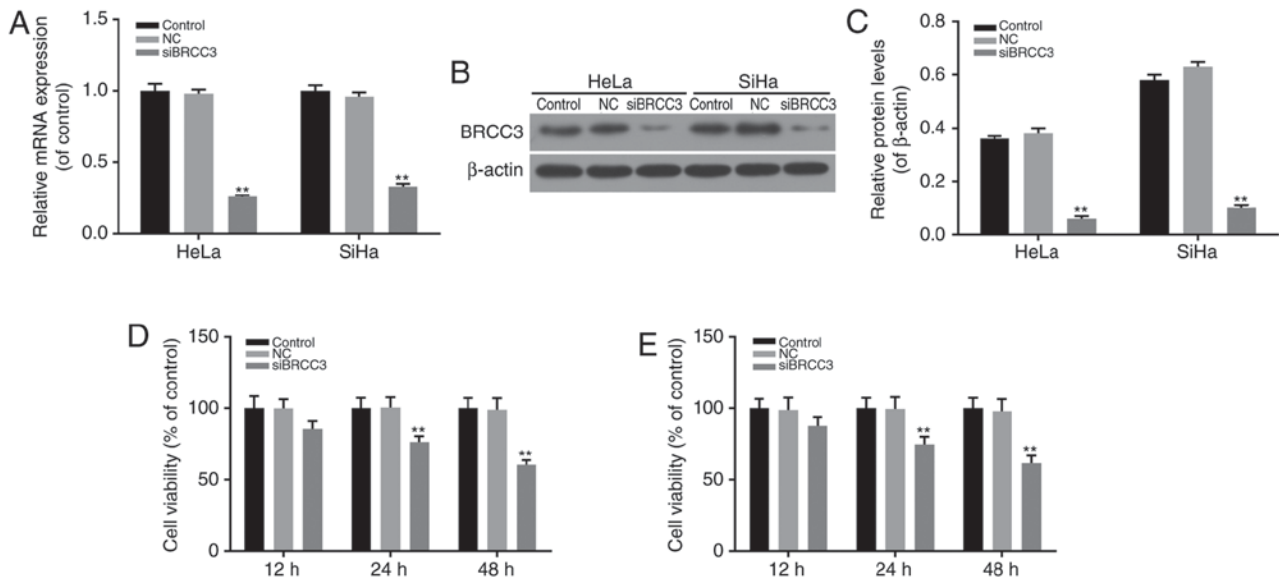 A
Relative mRNA expression
(of control)
1.5
1.0
0.5
0.0
Control
NC
siBRCC3
**
**
HeLa
SiHa
B
HeLa
SiHa
Control NC siBRCC3 Control NC siBRCC3
BRCC3
β-actin
C
Relative protein levels
(of β-actin)
0.8
0.6
0.4
0.2
0.0
Control
NC
siBRCC3
**
**
HeLa
SiHa
D
Cell viability (% of control)
150
100
50
0
Control
NC
siBRCC3
**
**
12 h
24 h
48 h
E
Cell viability (% of control)
150
100
50
0
Control
NC
siBRCC3
**
**
12 h
24 h
48 h